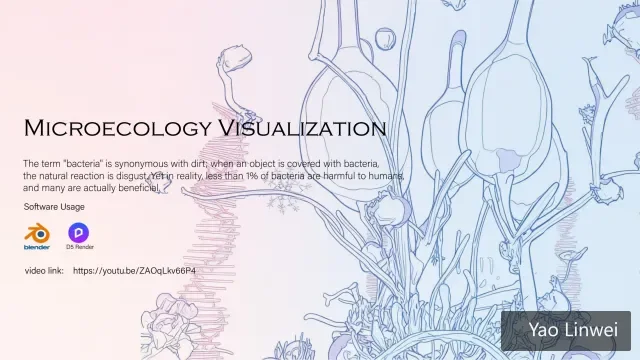 MICROECOLOGY VISUALIZATION
The term "bacteria" is synonymous with dirt; when an object is covered with bacteria,
the natural reaction is disgust. Yet in reality, less than 1% of bacteria are harmful to humans,
and many are actually beneficial.
Software Usage
blender
D5 Render
video link: https://youtu.be/ZAOqLkv66P4
Yao Linwei